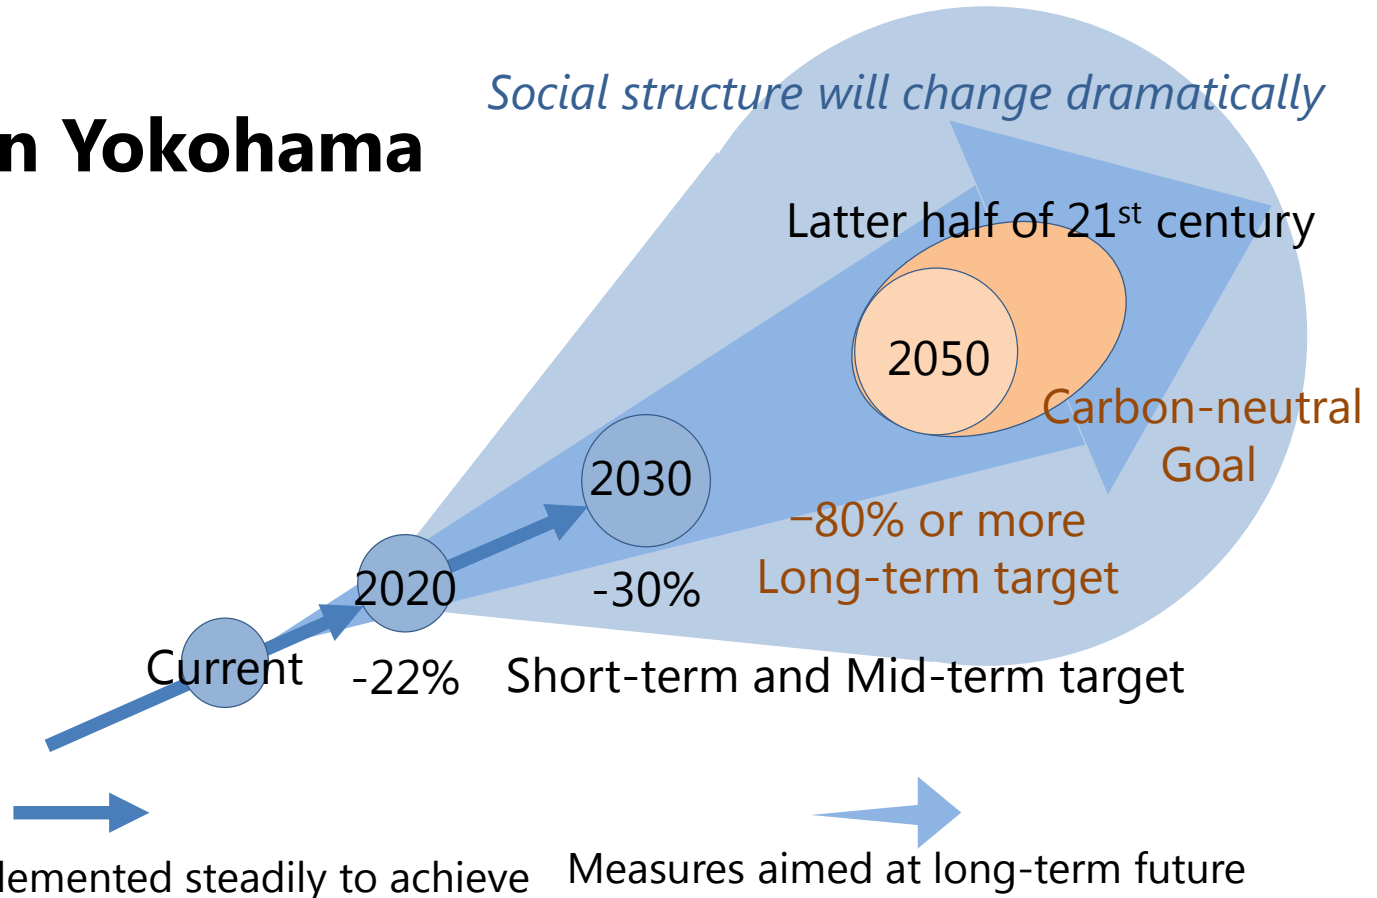 Social structure will change dramatically
n Yokohama
Latter half of 21st century
2050
Carbon-neutral
Goal
2030
−80% or more
Long-term target
2020
-30%
Current
-22%
Short-term and Mid-term target
lemented steadily to achieve
Measures aimed at long-term future